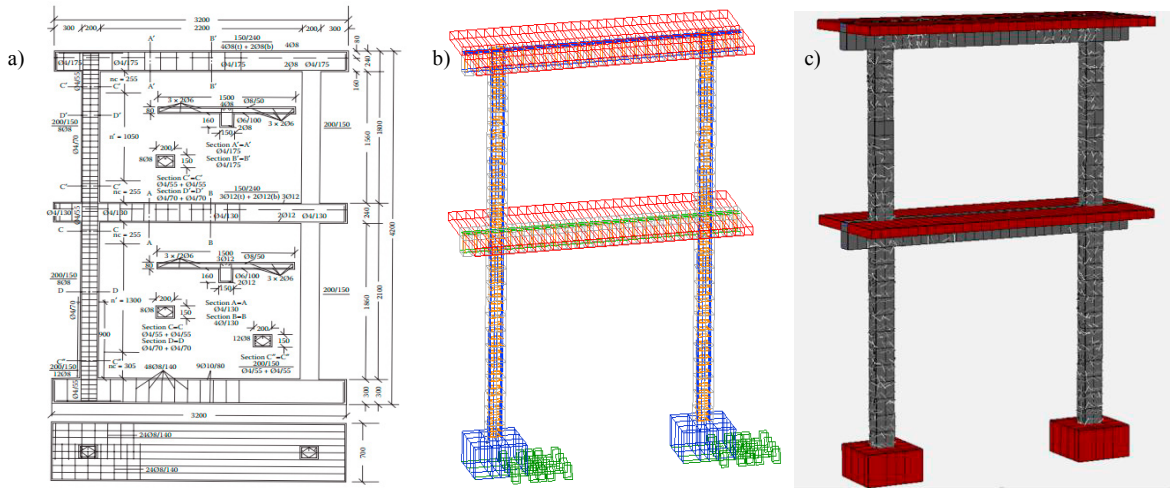 a)
b)
c)
3200
300
200
2200
200
300
A'
B'
150/240
4Ø8(t) + 2Ø8(b)
4Ø8
80
240
Ø4/175
Ø4/175
Ø4/175
2Ø8
Ø4/175
160
Ø4/55
nc = 255
C'
C'
A'
B'
1500
4Ø8
Ø8/50
3 × 2Ø6
80
160
Ø6/100
2Ø8
3 × 2Ø6
150
D'
D'
200/150
8Ø8
n' = 1050
200
8Ø8
150
Section A'=A'
Ø4/175
Section B'=B'
Ø4/175
200/150
1560
1800
Ø4/70
Section C'=C'
Ø4/55 + Ø4/55
Section D'=D'
Ø4/70 + Ø4/70
C'
C'
nc = 255
A
B
150/240
3Ø12(t) + 2Ø12(b)
3Ø12
Ø4/130
Ø4/130
Ø4/55
Ø4/130
2Ø12
Ø4/130
240
4200
C
C
nc = 255
A
B
1500
3Ø12
Ø8/50
3 × /2Ø6
80
160
Ø6/100
2Ø12
3 × 2Ø6
150
200/150
8Ø8
D
D
n' = 1300
200
8Ø8
150
Section A=A
Ø4/130
Section B=B
4Ø/130
200/150
1860
2100
Ø4/70
900
Section C=C
Ø4/55 + Ø4/55
Section D=D
Ø4/70 + Ø4/70
200
12Ø8
150
Section C"=C"
200/150
Ø4/55 + Ø4/55
C"
C"
200/150
12Ø8
nc = 305
48Ø8/140
9Ø10/80
Ø4/55
300
300
3200
24Ø8/140
24Ø8/140
700